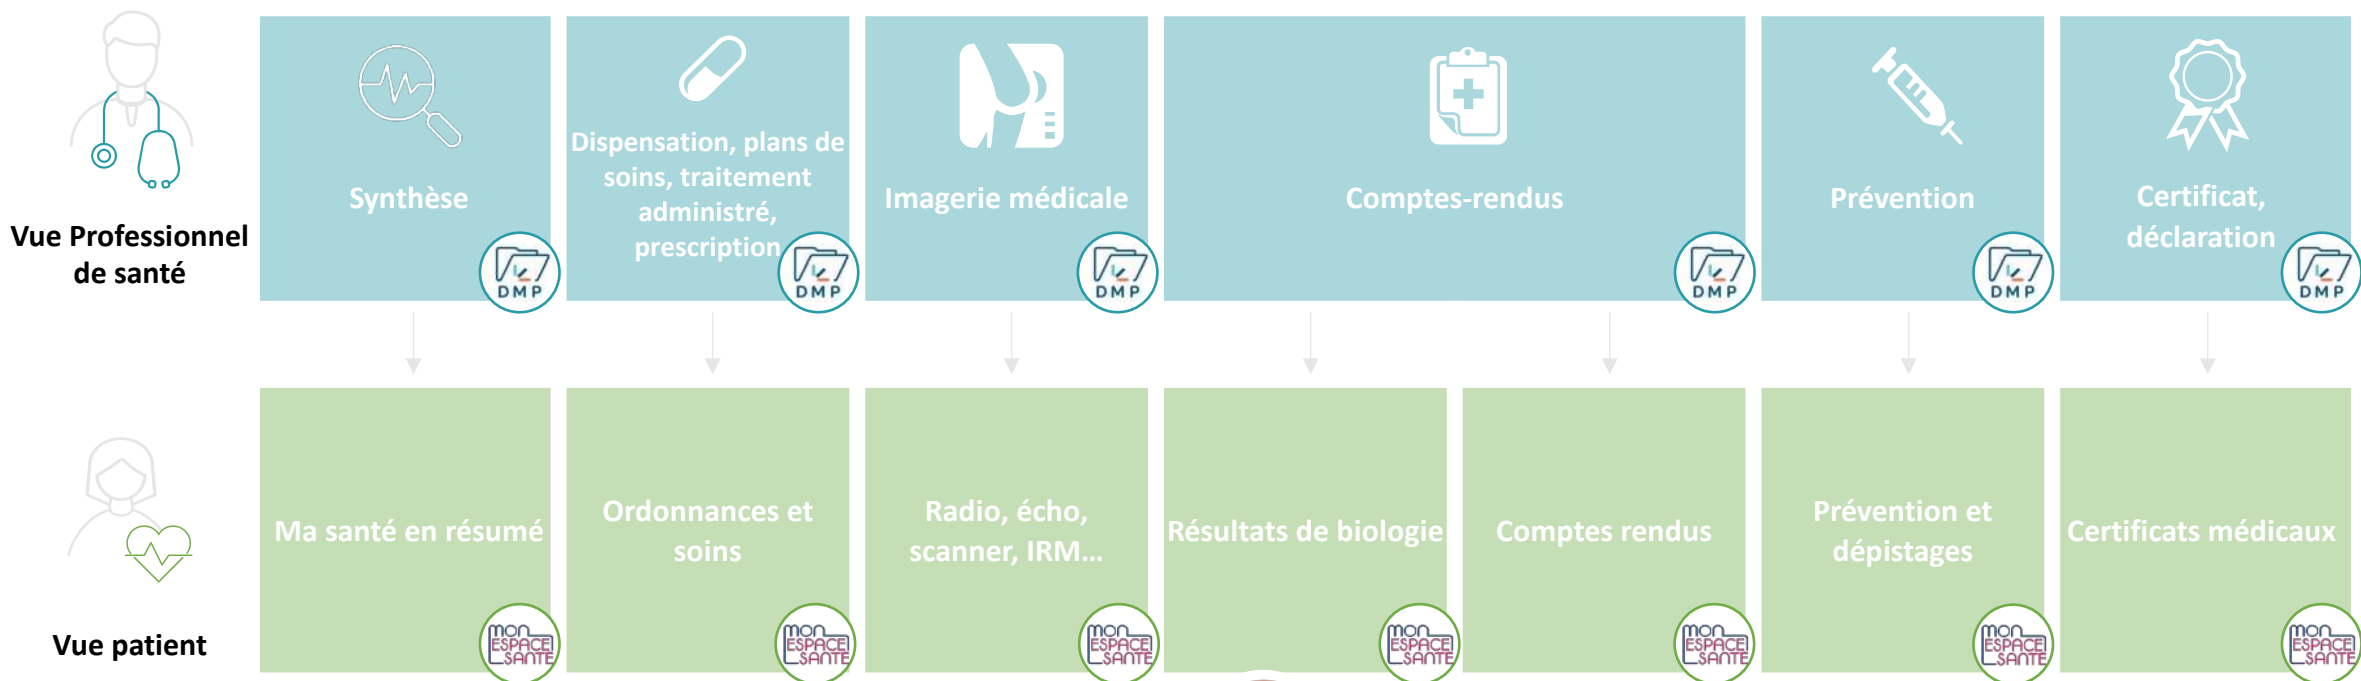 Vue Professionnel
de santé
Synthèse
DMP
Dispensation, plans de
soins, traitement
administré,
prescription
DMP
Imagerie médicale
DMP
Comptes-rendus
DMP
Prévention
DMP
Certificat,
déclaration
DMP
Vue patient
Ma santé en résumé
mon
ESPACE
SANTÉ
Ordonnances et
soins
mon
ESPACE
SANTÉ
Radio, écho,
scanner, IRM...
mon
ESPACE
SANTÉ
Résultats de biologie
mon
ESPACE
SANTÉ
Comptes rendus
mon
ESPACE
SANTÉ
Prévention et
dépistages
mon
ESPACE
SANTÉ
Certificats médicaux
mon
ESPACE
SANTÉ